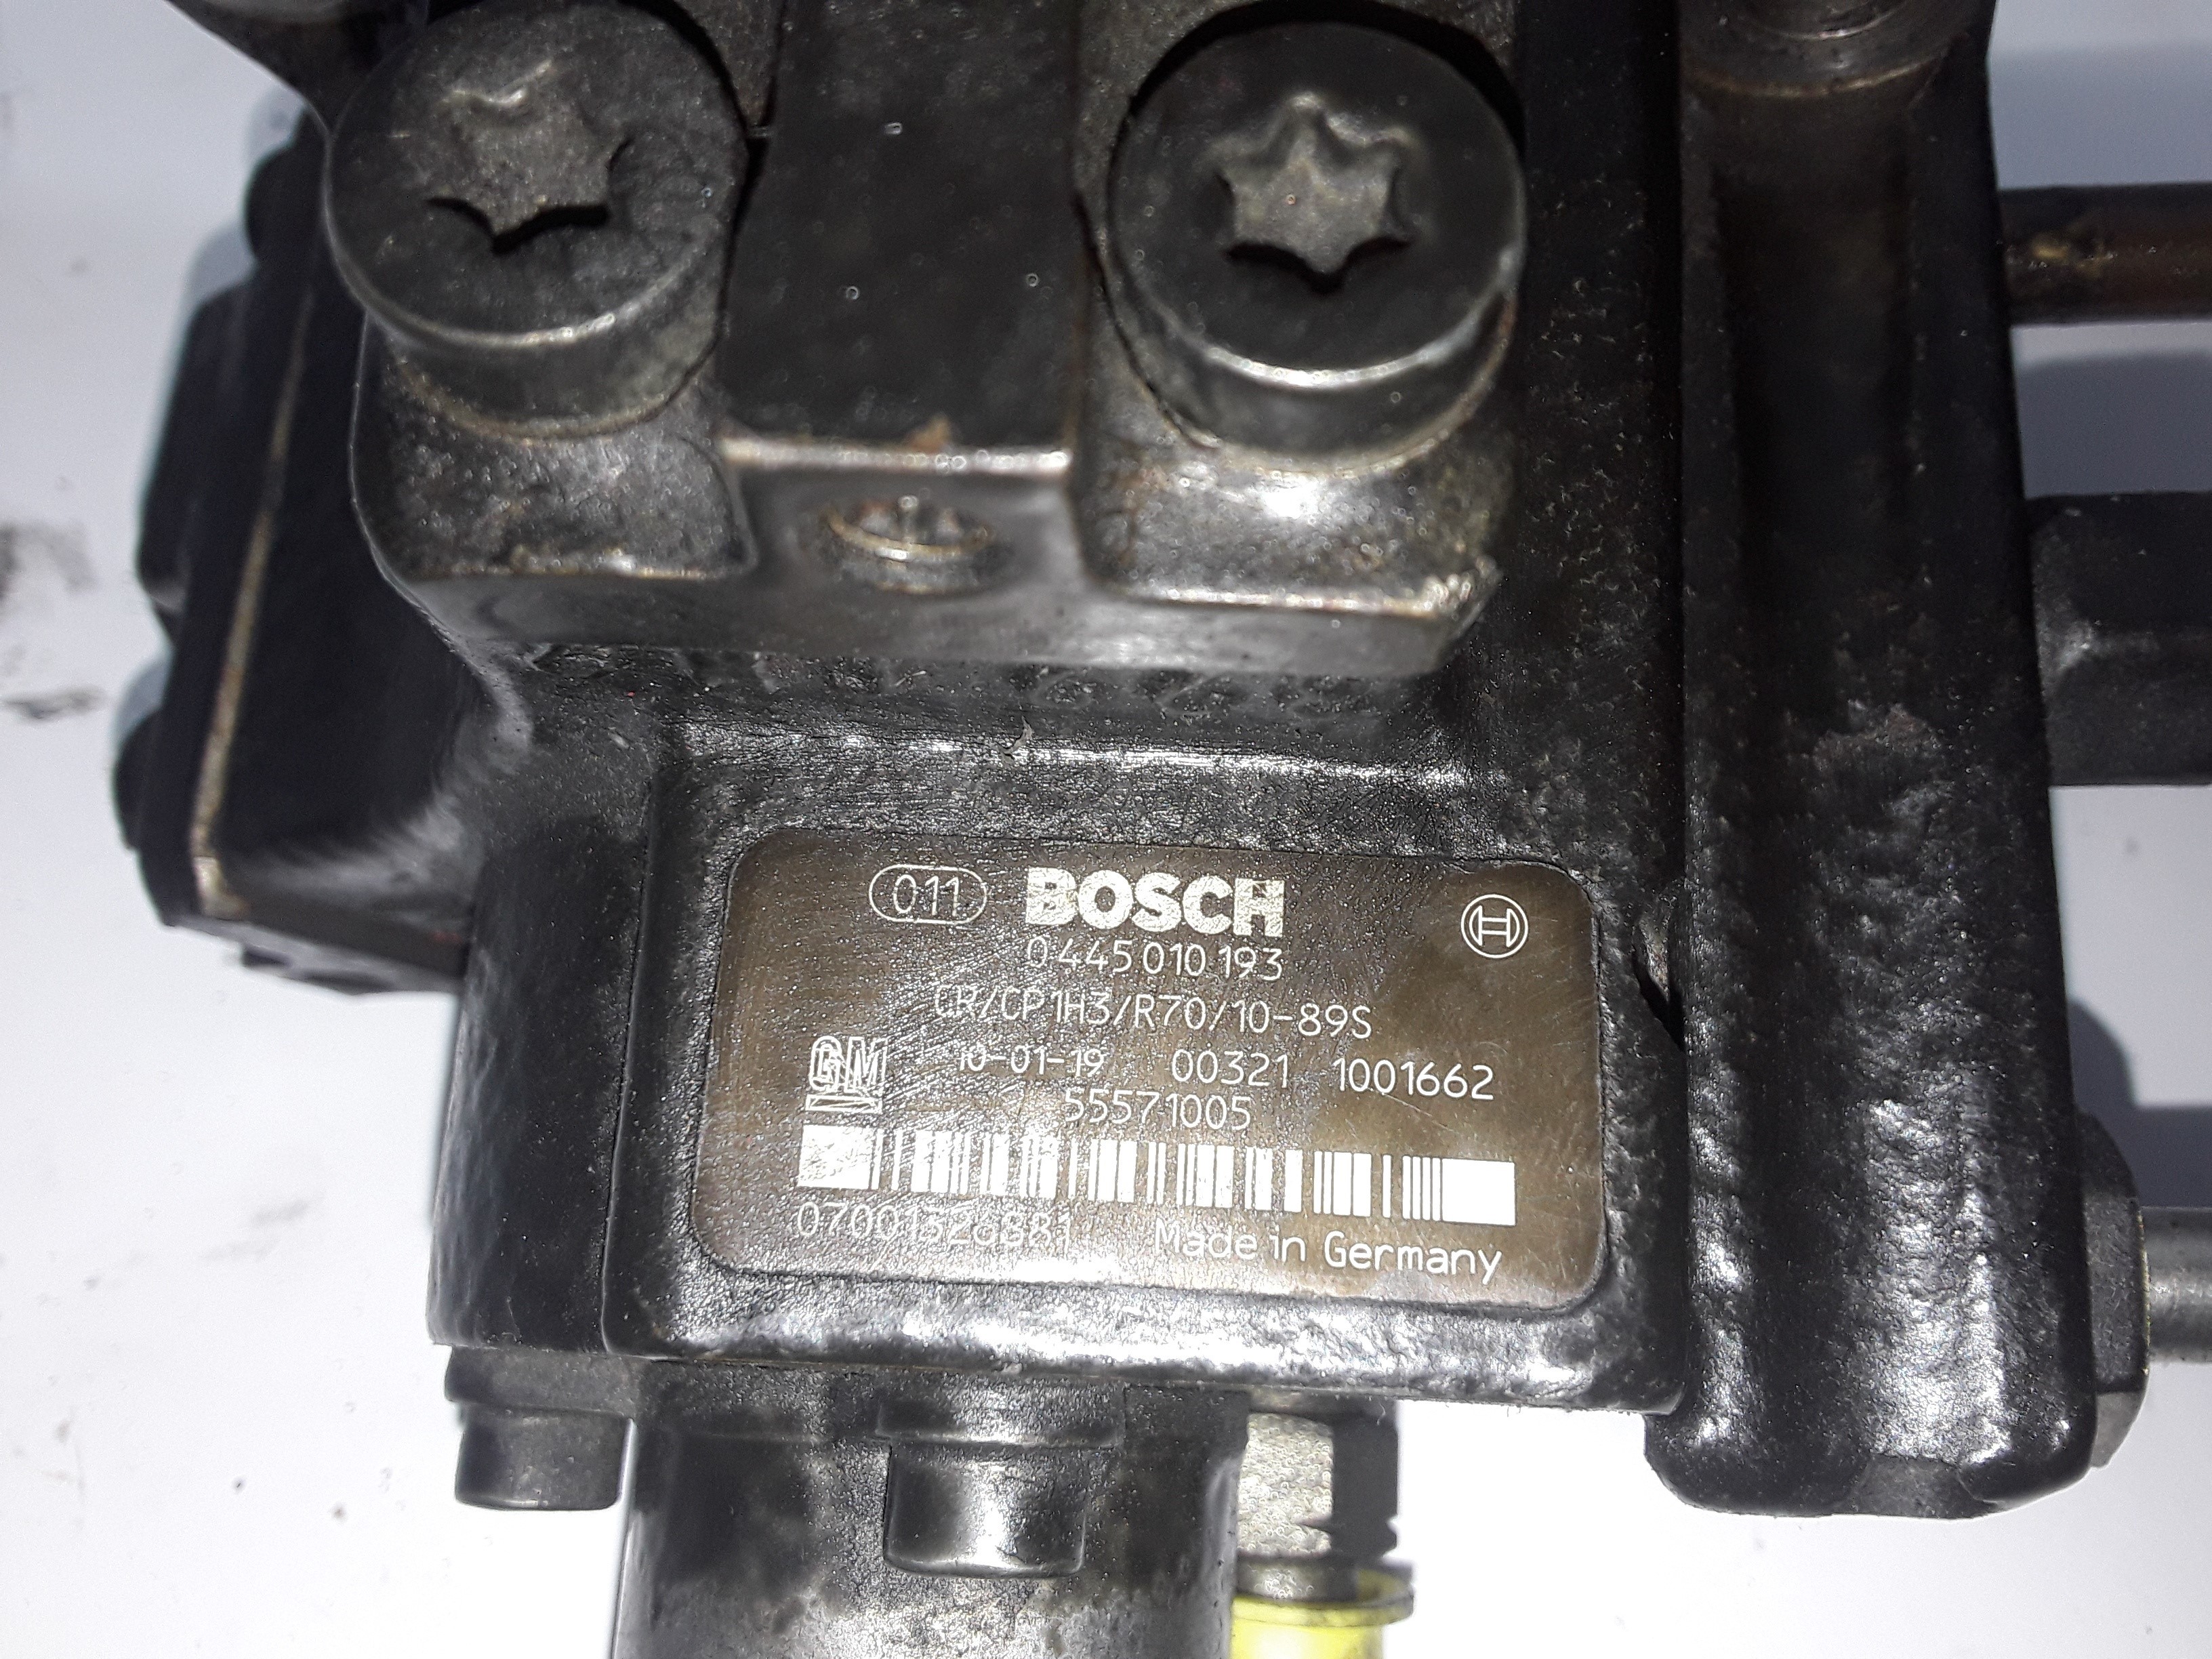 011 BOSCH
0 445 010 193
CR/CP1H3/R70/10-89S
GM 10-01-19 00321 1001662
55571005
Made in Germany